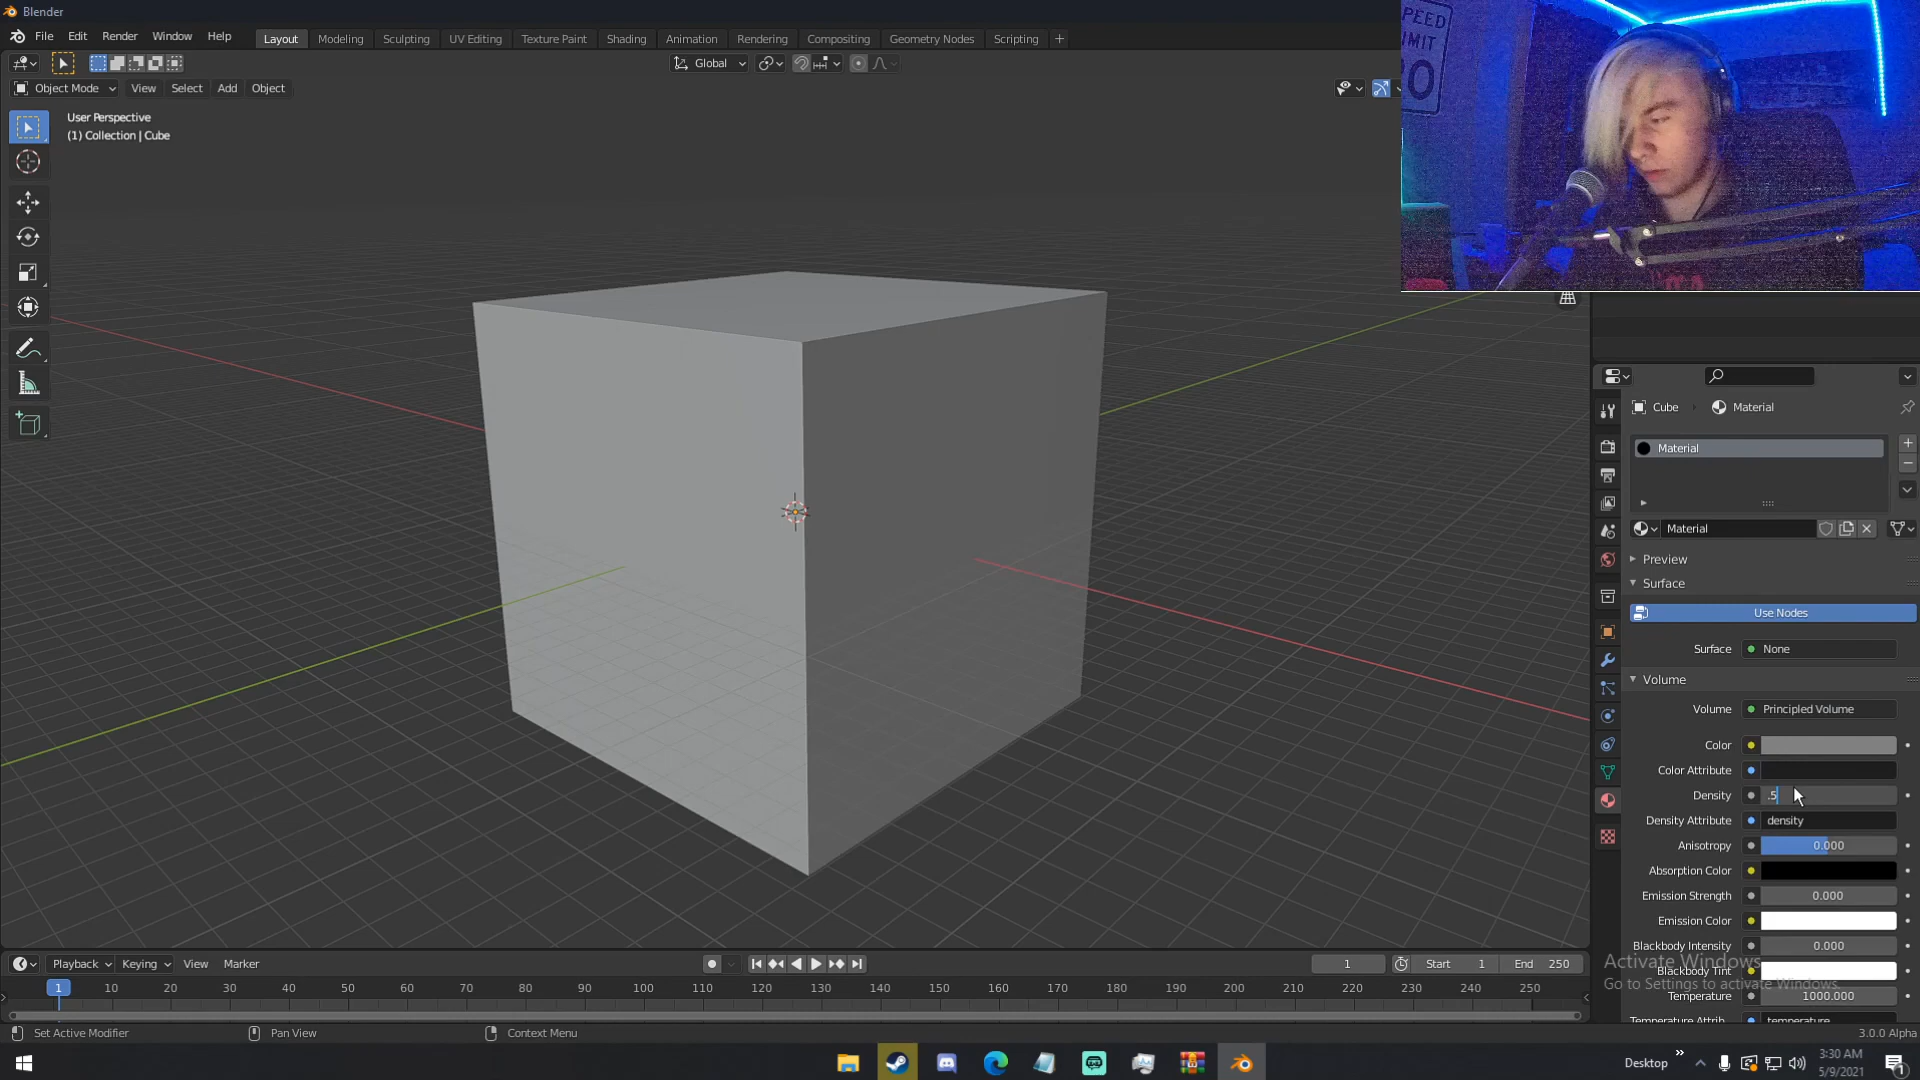 Blender
File Edit Render Window Help
Layout Modeling Sculpting UV Editing Texture Paint Shading Animation Rendering Compositing Geometry Nodes Scripting +
Global
Object Mode View Select Add Object
User Perspective
(1) Collection | Cube
SPEED
Cube > Material
Material
Material
Preview
Surface
Use Nodes
Surface None
Volume
Volume Principled Volume
Color
Color Attribute
Density .5
Density Attribute density
Anisotropy 0.000
Absorption Color
Emission Strength 0.000
Emission Color
Blackbody Intensity 0.000
Activate Windows
Blackbody Tint
Go to Settings to activate Windows.
Temperature 1000.000
Temperature Attrib temperature
Playback Keying View Marker
1 Start 1 End 250
1 10 20 30 40 50 60 70 80 90 100 110 120 130 140 150 160 170 180 190 200 210 220 230 240 250
Set Active Modifier Pan View Context Menu
3.0.0 Alpha
Desktop
3:30 AM
5/9/2021